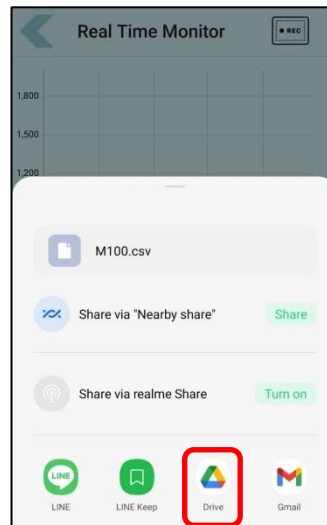 Real Time Monitor
REC
1,800
1,500
1,200
M100.csv
Share via "Nearby share"
Share
Share via realme Share
Turn on
LINE
LINE
LINE Keep
Drive
Gmail